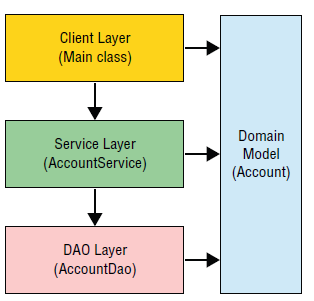 Client Layer
(Main class)
Service Layer
(AccountService)
DAO Layer
(AccountDao)
Domain
Model
(Account)